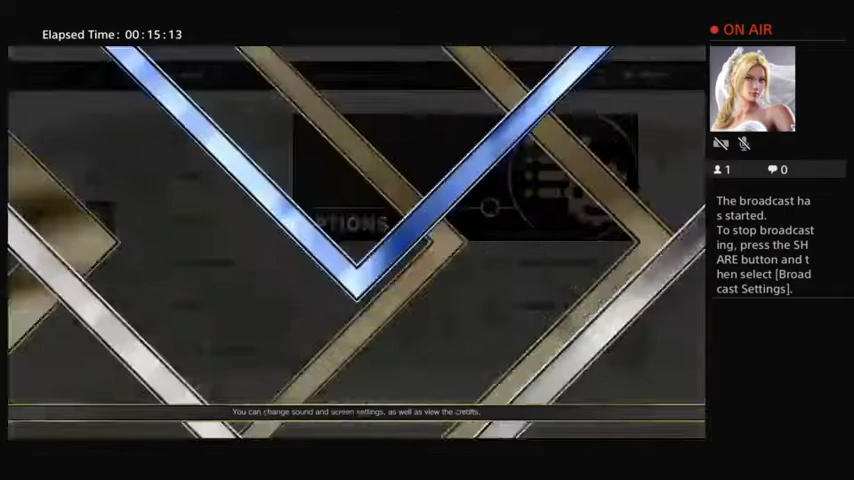 Elapsed Time: 00:15:13
ON AIR
1
0
The broadcast ha
s started.
To stop broadcast
ing, press the SH
ARE button and t
hen select [Broad
cast Settings].
PTIONS
You can change sound and screen settings, as well as view the credits.